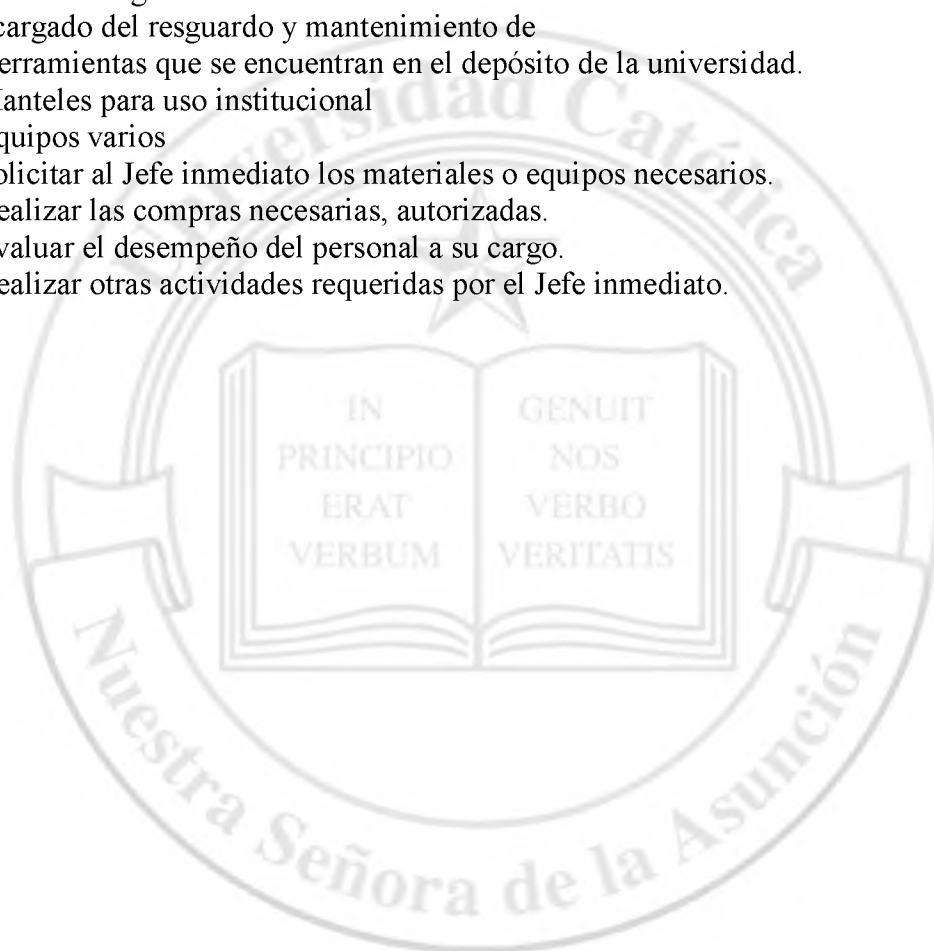 cargado del resguardo y mantenimiento de
erramientas que se encuentran en el depósito de la universidad.
anteles para uso institucional
quipos varios
olicitar al Jefe inmediato los materiales o equipos necesarios.
ealizar las compras necesarias, autorizadas.
valuar el desempeño del personal a su cargo.
ealizar otras actividades requeridas por el Jefe inmediato.
Universidad Católica
IN
PRINCIPIO
ERAT
VERBUM
GENUIT
NOS
VERBO
VERITATIS
Nuestra Señora de la Asunción